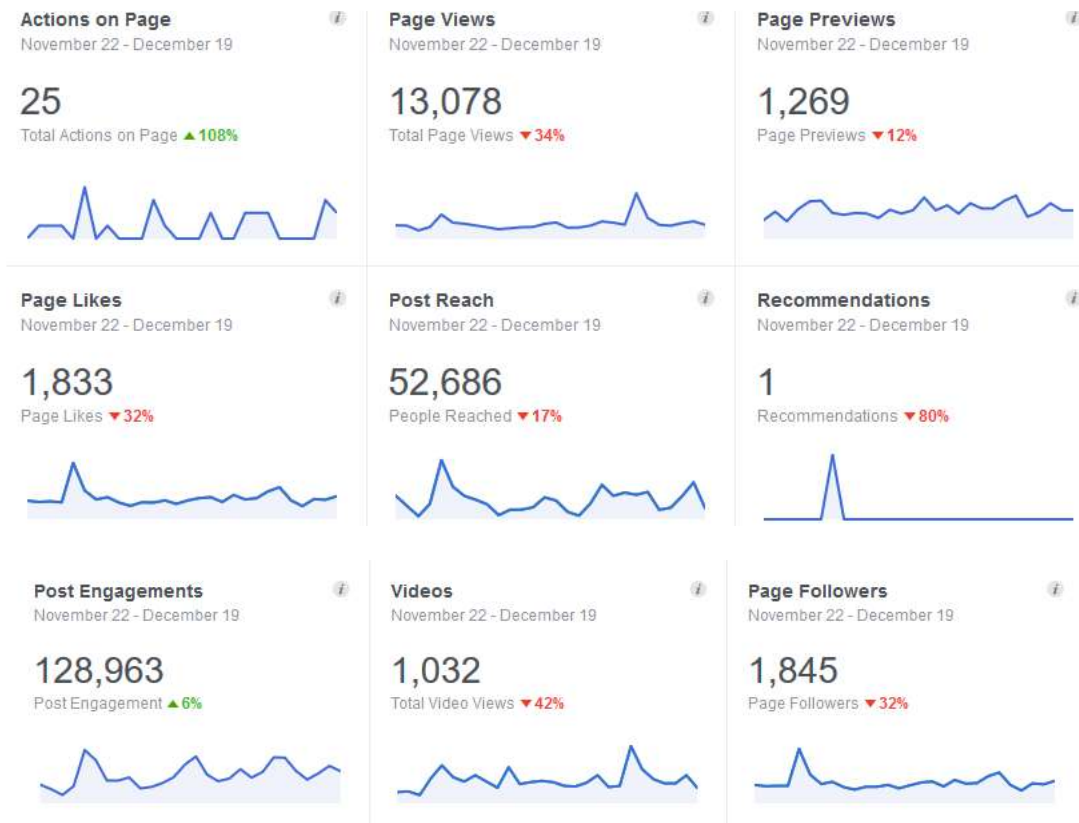 Actions on Page
November 22 - December 19
25
Total Actions on Page ▲108%
Page Views
November 22 - December 19
13,078
Total Page Views ▼34%
Page Previews
November 22 - December 19
1,269
Page Previews ▼12%
Page Likes
November 22 - December 19
1,833
Page Likes ▼32%
Post Reach
November 22 - December 19
52,686
People Reached ▼17%
Recommendations
November 22 - December 19
1
Recommendations ▼80%
Post Engagements
November 22 - December 19
128,963
Post Engagement ▲6%
Videos
November 22 - December 19
1,032
Total Video Views ▼42%
Page Followers
November 22 - December 19
1,845
Page Followers ▼32%